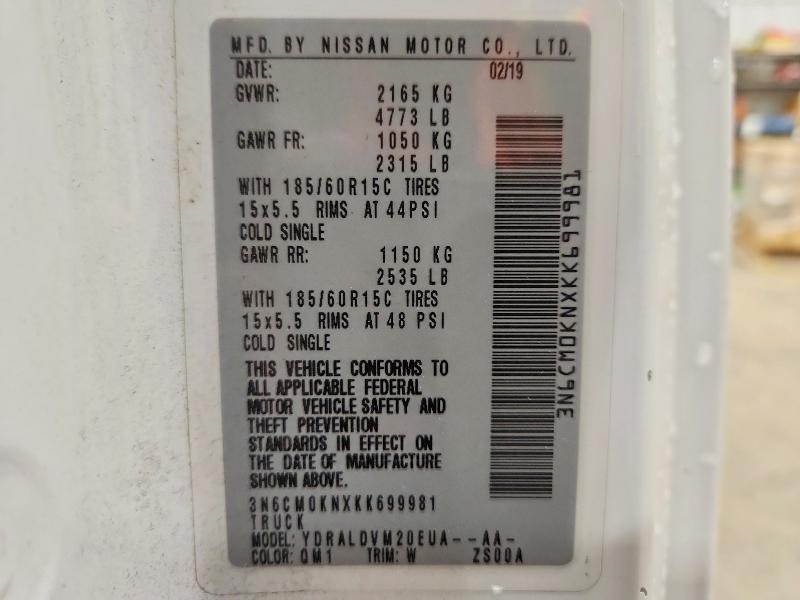 MFD. BY NISSAN MOTOR CO., LTD.
DATE: 02/19
GVWR: 2165 KG
4773 LB
GAWR FR: 1050 KG
2315 LB
WITH 185/60R15C TIRES
15x5.5 RIMS AT 44PSI
COLD SINGLE
GAWR RR: 1150 KG
2535 LB
WITH 185/60R15C TIRES
15x5.5 RIMS AT 48 PSI
COLD SINGLE
THIS VEHICLE CONFORMS TO
ALL APPLICABLE FEDERAL
MOTOR VEHICLE SAFETY AND
THEFT PREVENTION
STANDARDS IN EFFECT ON
THE DATE OF MANUFACTURE
SHOWN ABOVE.
3N6CM0KNXKK699981
TRUCK
MODEL: YDRALDVM20EUA--AA-
COLOR: QM1 TRIM: W ZS00A
3N6CM0KNXKK699981